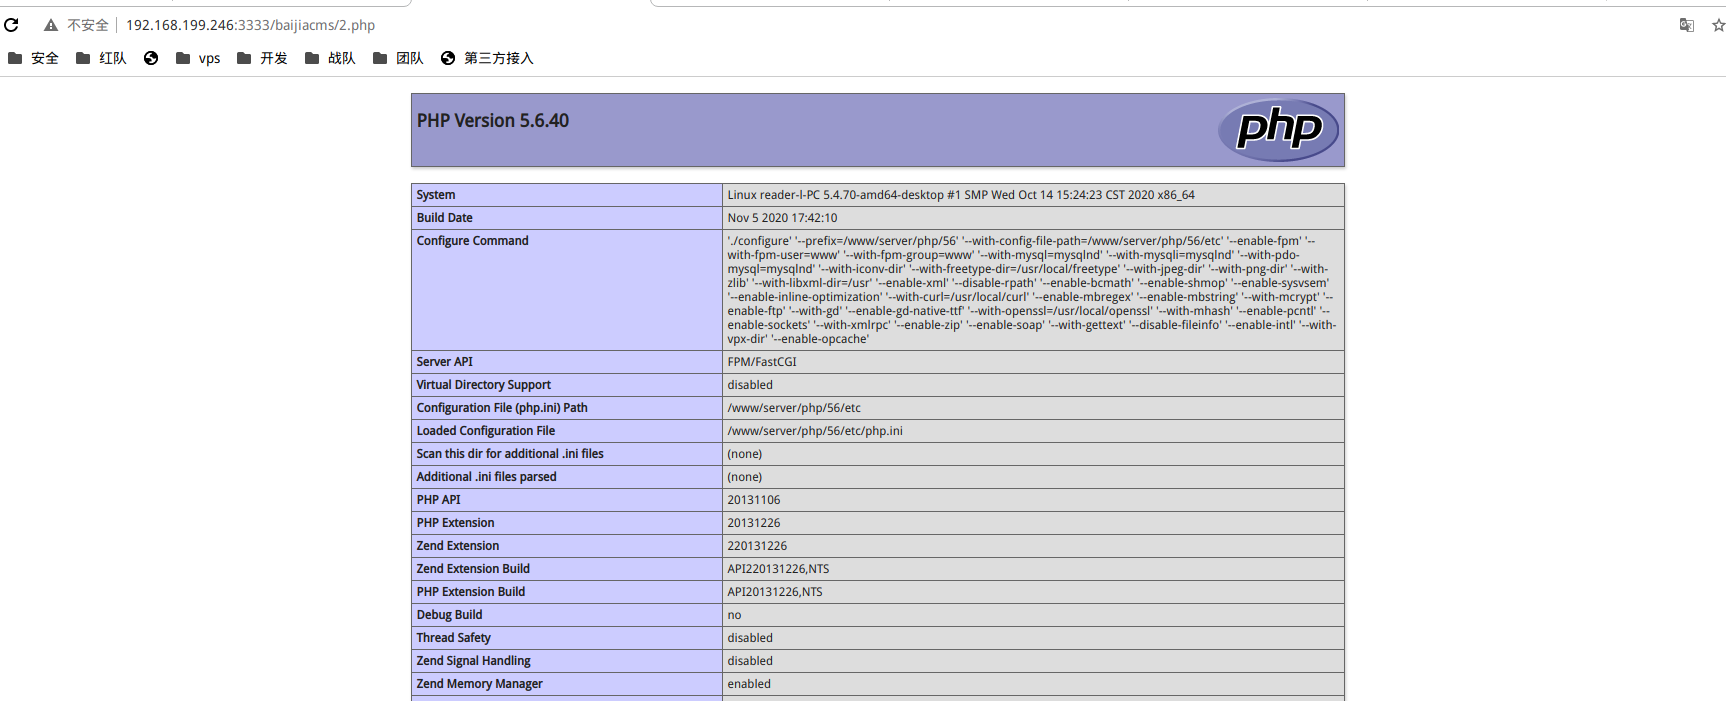 不安全 192.168.199.246:3333/baijiacms/2.php
安全 红队 vps 开发 战队 团队 第三方接入
PHP Version 5.6.40 php
System Linux reader-l-PC 5.4.70-amd64-desktop #1 SMP Wed Oct 14 15:24:23 CST 2020 x86_64
Build Date Nov 5 2020 17:42:10
Configure Command './configure' '--prefix=/www/server/php/56' '--with-config-file-path=/www/server/php/56/etc' '--enable-fpm' '--
with-fpm-user=www' '--with-fpm-group=www' '--with-mysql=mysqlnd' '--with-mysqli=mysqlnd' '--with-pdo-
mysql=mysqlnd' '--with-iconv-dir' '--with-freetype-dir=/usr/local/freetype' '--with-jpeg-dir' '--with-png-dir' '--with-
zlib' '--with-libxml-dir=/usr' '--enable-xml' '--disable-rpath' '--enable-bcmath' '--enable-shmop' '--enable-sysvsem'
'--enable-inline-optimization' '--with-curl=/usr/local/curl' '--enable-mbregex' '--enable-mbstring' '--with-mcrypt' '--
enable-ftp' '--with-gd' '--enable-gd-native-ttf' '--with-openssl=/usr/local/openssl' '--with-mhash' '--enable-pcntl' '--
enable-sockets' '--with-xmlrpc' '--enable-zip' '--enable-soap' '--with-gettext' '--disable-fileinfo' '--enable-intl' '--with-
vpx-dir' '--enable-opcache'
Server API FPM/FastCGI
Virtual Directory Support disabled
Configuration File (php.ini) Path /www/server/php/56/etc
Loaded Configuration File /www/server/php/56/etc/php.ini
Scan this dir for additional .ini files (none)
Additional .ini files parsed (none)
PHP API 20131106
PHP Extension 20131226
Zend Extension 220131226
Zend Extension Build API220131226,NTS
PHP Extension Build API20131226,NTS
Debug Build no
Thread Safety disabled
Zend Signal Handling disabled
Zend Memory Manager enabled